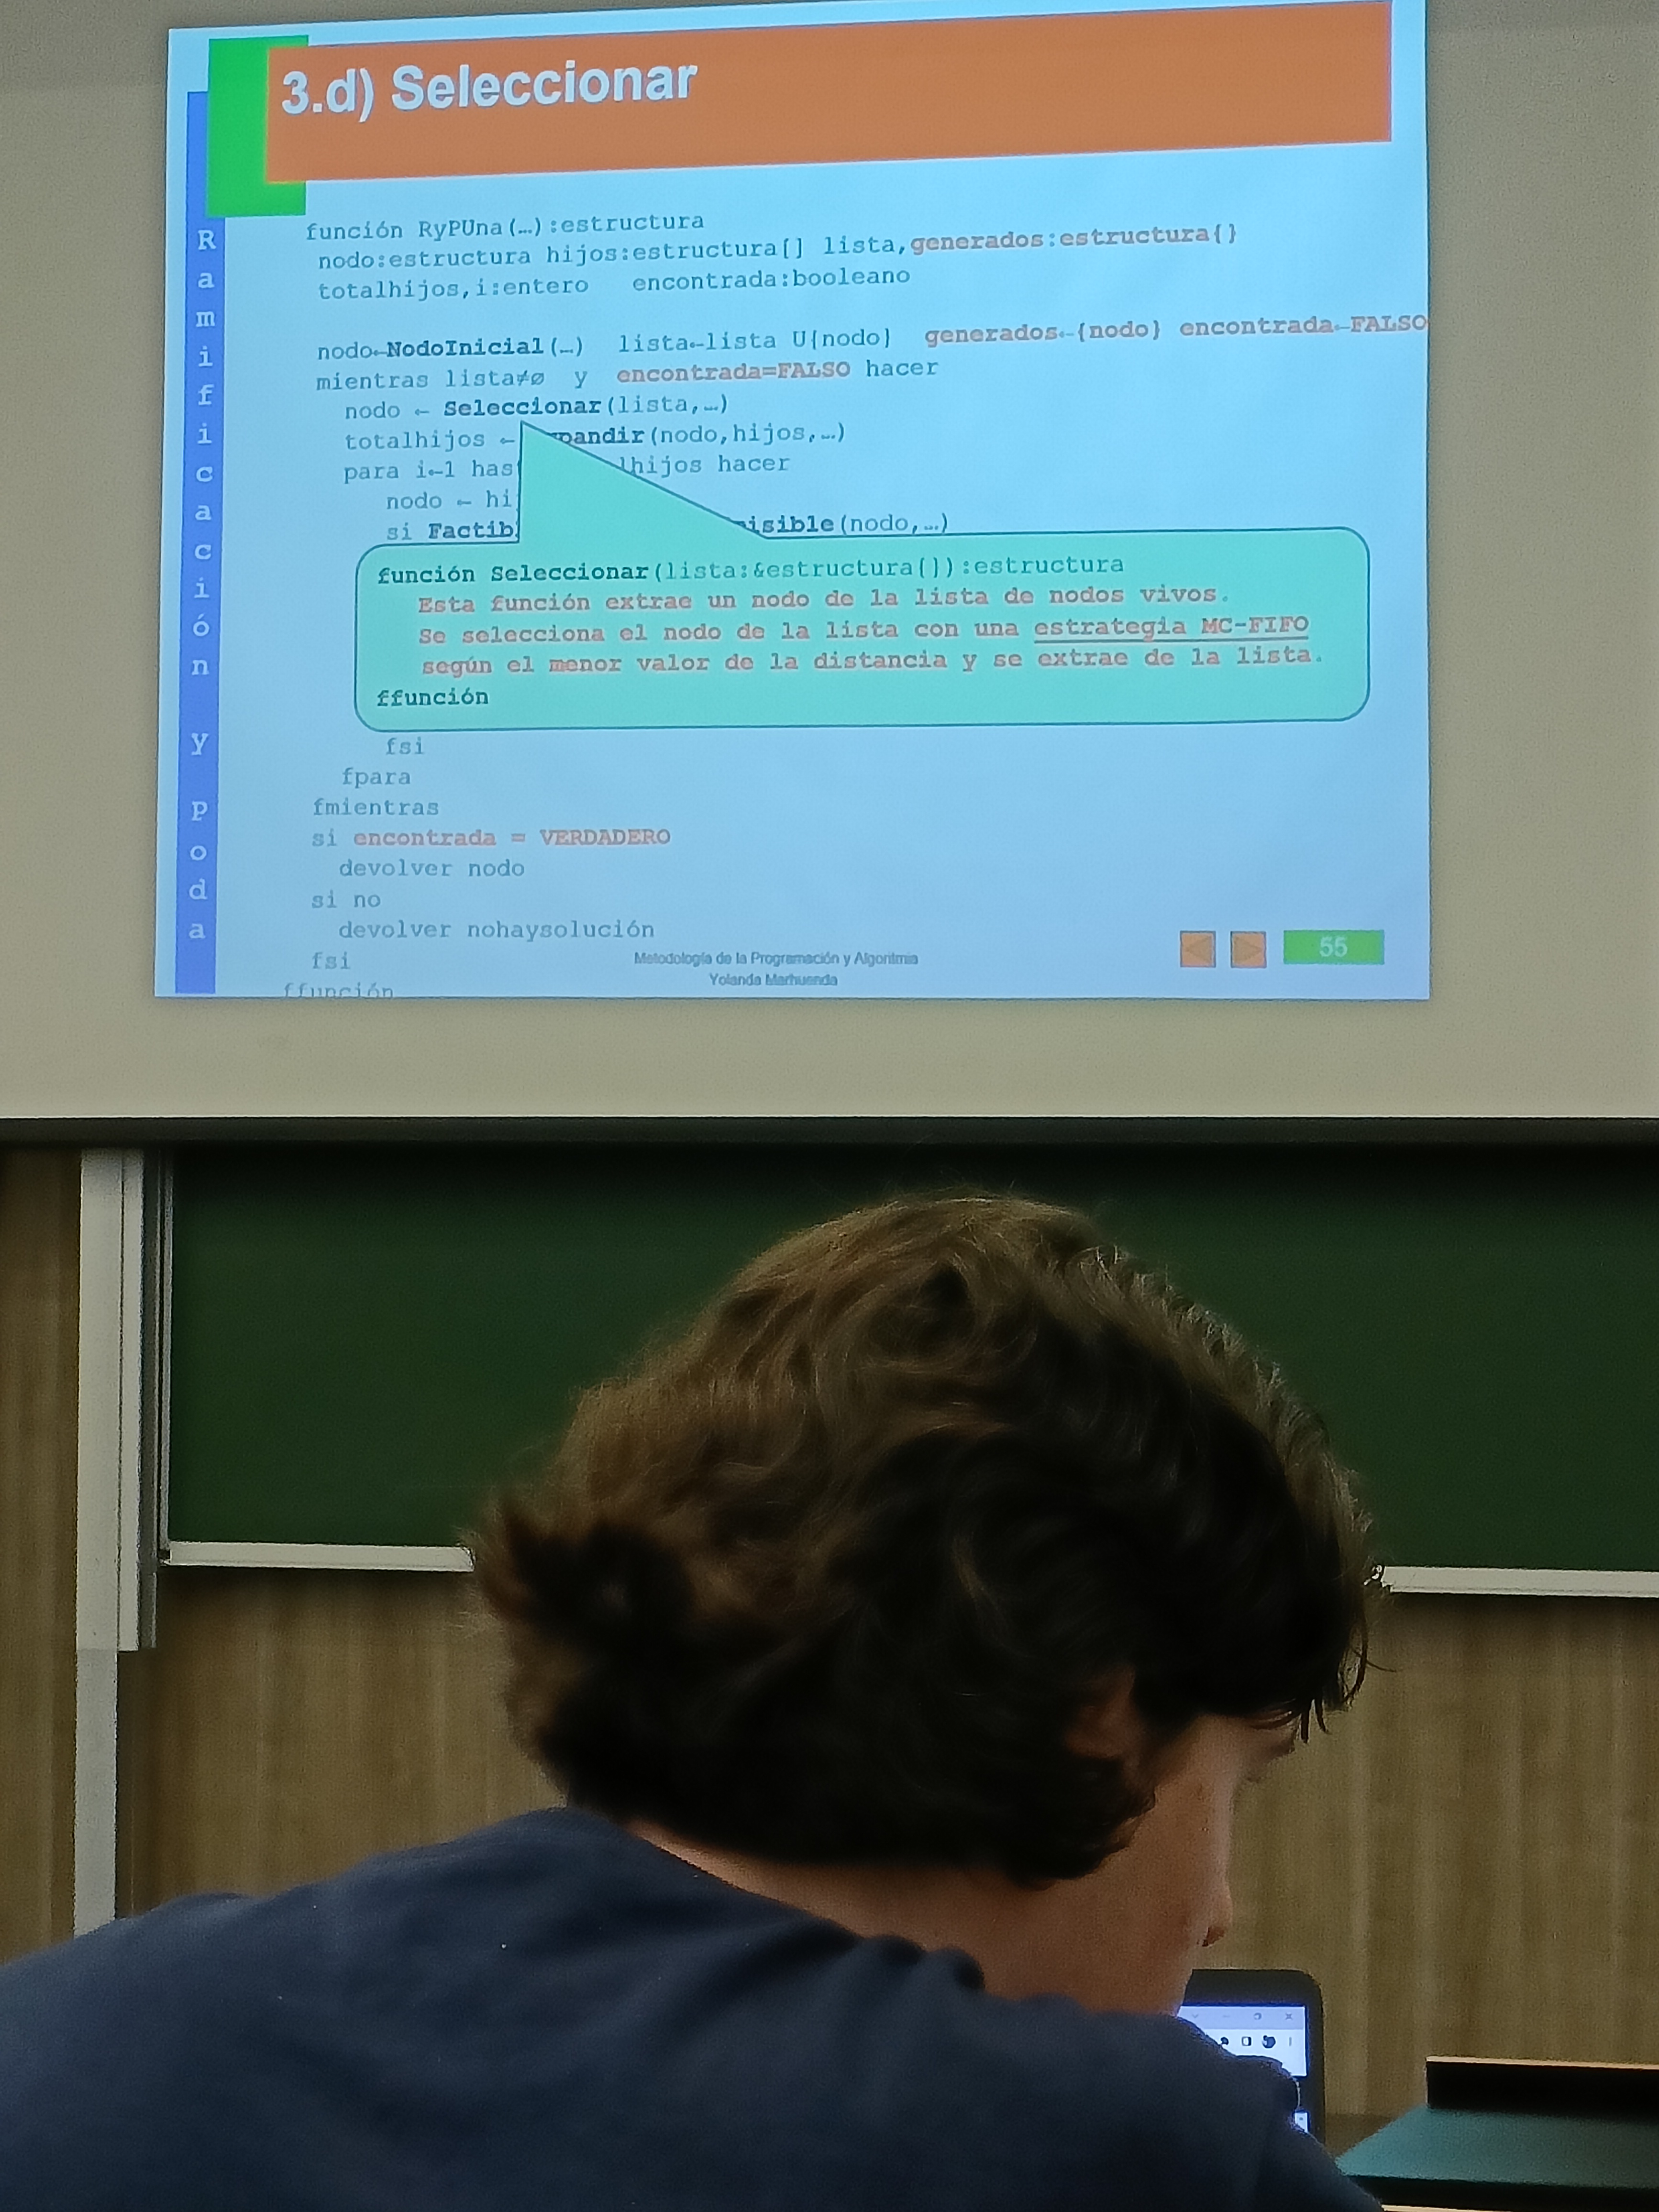 3.d) Seleccionar
Ramificación y Poda
función RyPUna(…):estructura
nodo:estructura hijos:estructura[] lista,generados:estructura{}
totalhijos,i:entero encontrada:booleano
nodo←NodoInicial(…) lista←lista U{nodo} generados←{nodo} encontrada←FALSO
mientras lista≠∅ y encontrada=FALSO hacer
nodo ← Seleccionar(lista,…)
totalhijos ← pandir(nodo,hijos,…)
para i←1 has lhijos hacer
nodo ← hi
si Factib isible(nodo,…)
función Seleccionar(lista:&estructura{}):estructura
Esta función extrae un nodo de la lista de nodos vivos.
Se selecciona el nodo de la lista con una estrategia MC-FIFO
según el menor valor de la distancia y se extrae de la lista.
ffunción
fsi
fpara
fmientras
si encontrada = VERDADERO
devolver nodo
si no
devolver nohaysolución
fsi
ffunción
Metodología de la Programación y Algoritmia
Yolanda Marhuenda
55